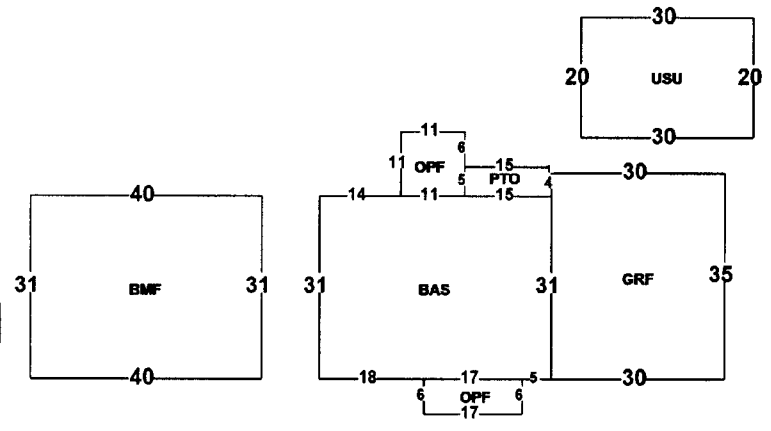 30
20 USU 20
30
11
11 OPF 6
15
5 PTO 4
30
40
14 11 15
31 BMF 31
31 BAS 31
GRF 35
40
18 17 5
30
6 OPF 6
17